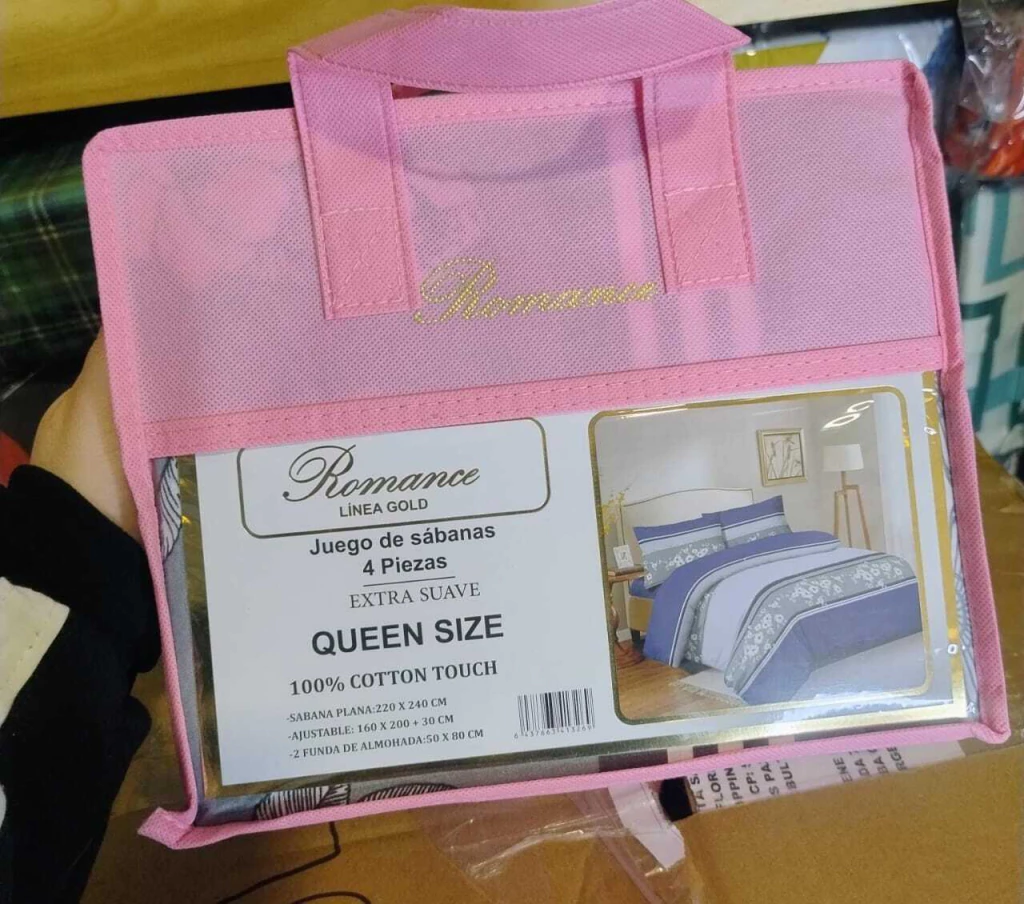 Romance
Romance
LÍNEA GOLD
Juego de sábanas
4 Piezas
EXTRA SUAVE
QUEEN SIZE
100% COTTON TOUCH
-SABANA PLANA:220 X 240 CM
-AJUSTABLE: 160 X 200 + 30 CM
-2 FUNDA DE ALMOHADA:50 X 80 CM